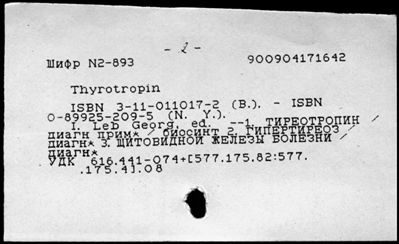 - 2 -
Шифр N2-893 900904171642
Thyrotropin
ISBN 3-11-011017-2 (B.). - ISBN
0-89925-209-5 (N. Y.).
I. Leb Georg, ed. --1. ТИРЕОТРОПИН
диагн прим* / биосинт 2. ГИПЕРТИРЕОЗ
диагн* 3. ЩИТОВИДНОЙ ЖЕЛЕЗЫ БОЛЕЗНИ /
диагн*
УДК 616.441-074+[577.175.82:577.
.175.4].08